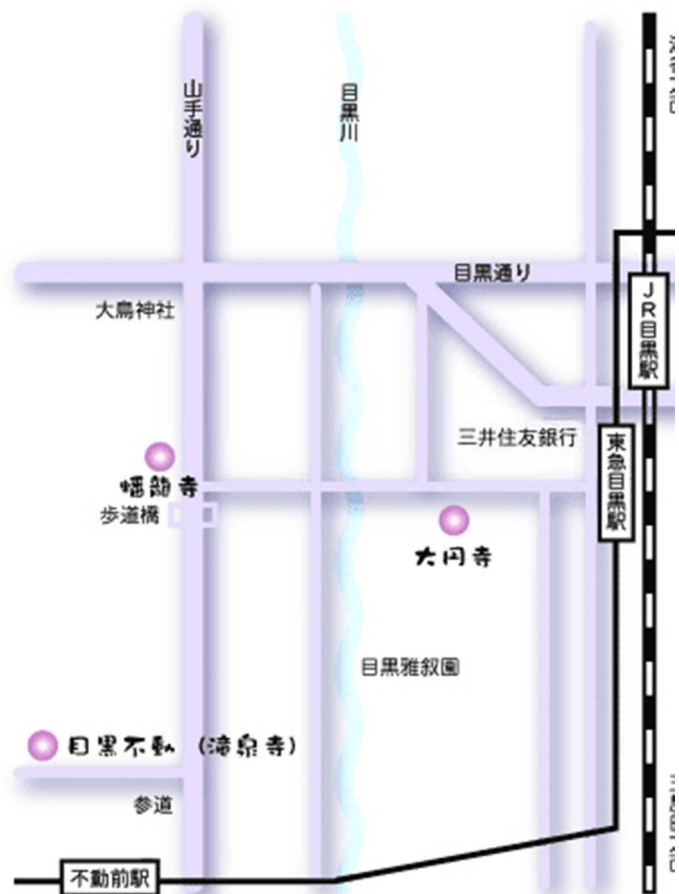 山手通り
目黒川
目黒通り
大鳥神社
JR目黒駅
三井住友銀行
東急目黒駅
蟠龍寺
歩道橋
大円寺
目黒雅叙園
目黒不動（滝泉寺）
参道
不動前駅